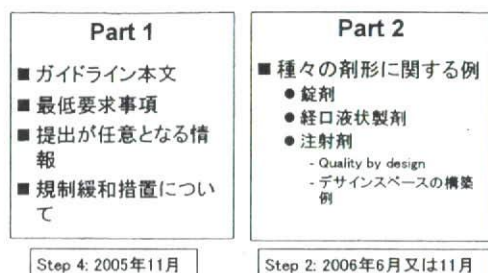 Part 1
■ ガイドライン本文
■ 最低要求事項
■ 提出が任意となる情
報
■ 規制緩和措置につい
て
Step 4: 2005年11月
Part 2
■ 種々の剤形に関する例
● 錠剤
● 経口液状製剤
● 注射剤
- Quality by design
- デザインスペースの構築
例
Step 2: 2006年6月又は11月